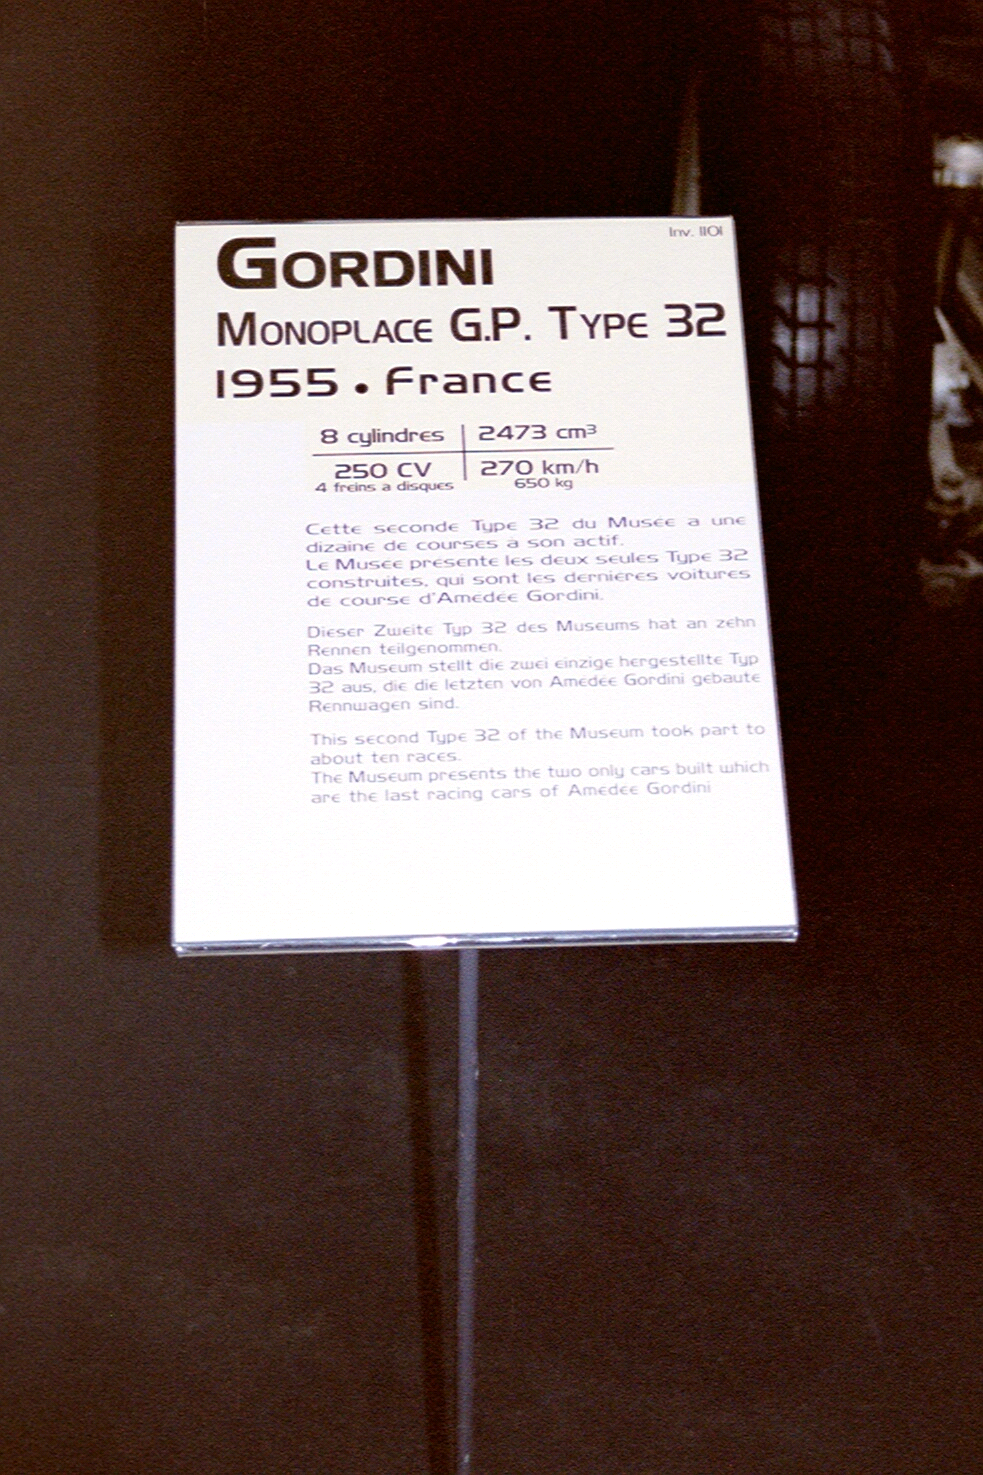 Inv. 1101
GORDINI
MONOPLACE G.P. TYPE 32
1955 • France
8 cylindres 2473 cm³
250 CV 270 km/h
4 freins à disques 650 kg
Cette seconde Type 32 du Musée a une
dizaine de courses à son actif.
Le Musée présente les deux seules Type 32
construites, qui sont les dernières voitures
de course d'Amédée Gordini.
Dieser Zweite Typ 32 des Museums hat an zehn
Rennen teilgenommen.
Das Museum stellt die zwei einzige hergestellte Typ
32 aus, die die letzten von Amédée Gordini gebaute
Rennwagen sind.
This second Type 32 of the Museum took part to
about ten races.
The Museum presents the two only cars built which
are the last racing cars of Amédée Gordini